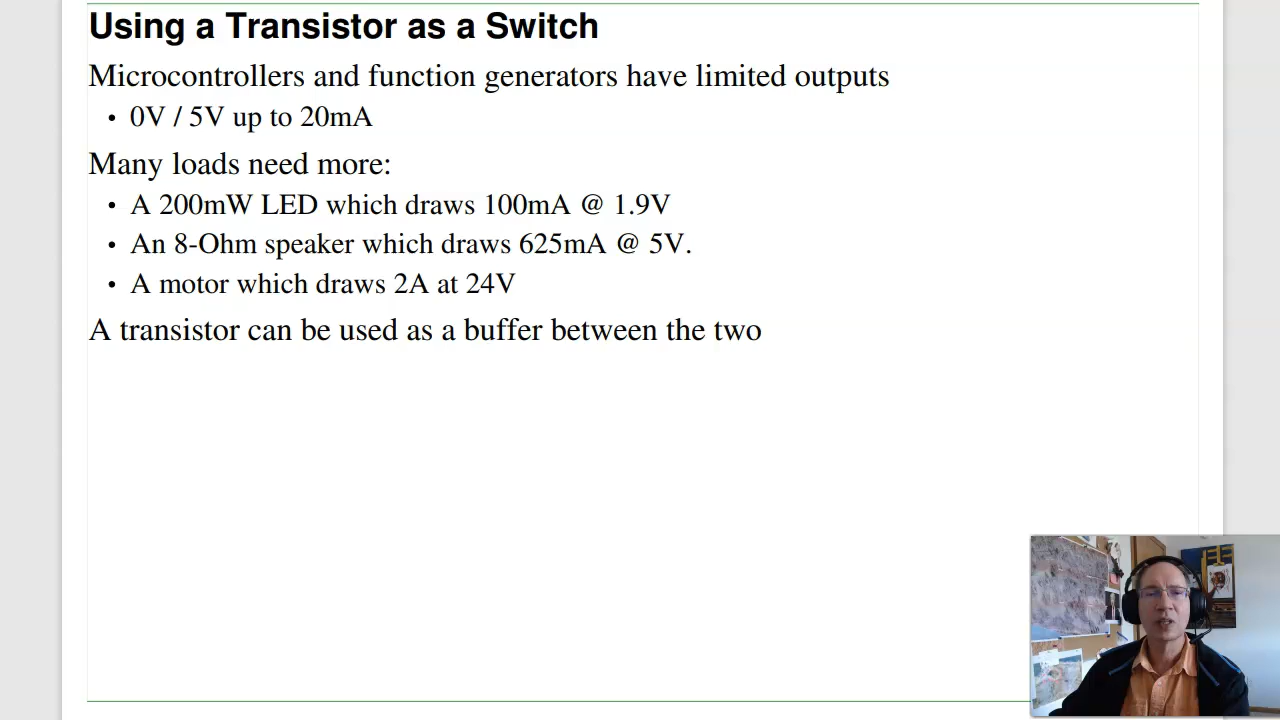 Using a Transistor as a Switch
Microcontrollers and function generators have limited outputs
• 0V / 5V up to 20mA
Many loads need more:
• A 200mW LED which draws 100mA @ 1.9V
• An 8-Ohm speaker which draws 625mA @ 5V.
• A motor which draws 2A at 24V
A transistor can be used as a buffer between the two